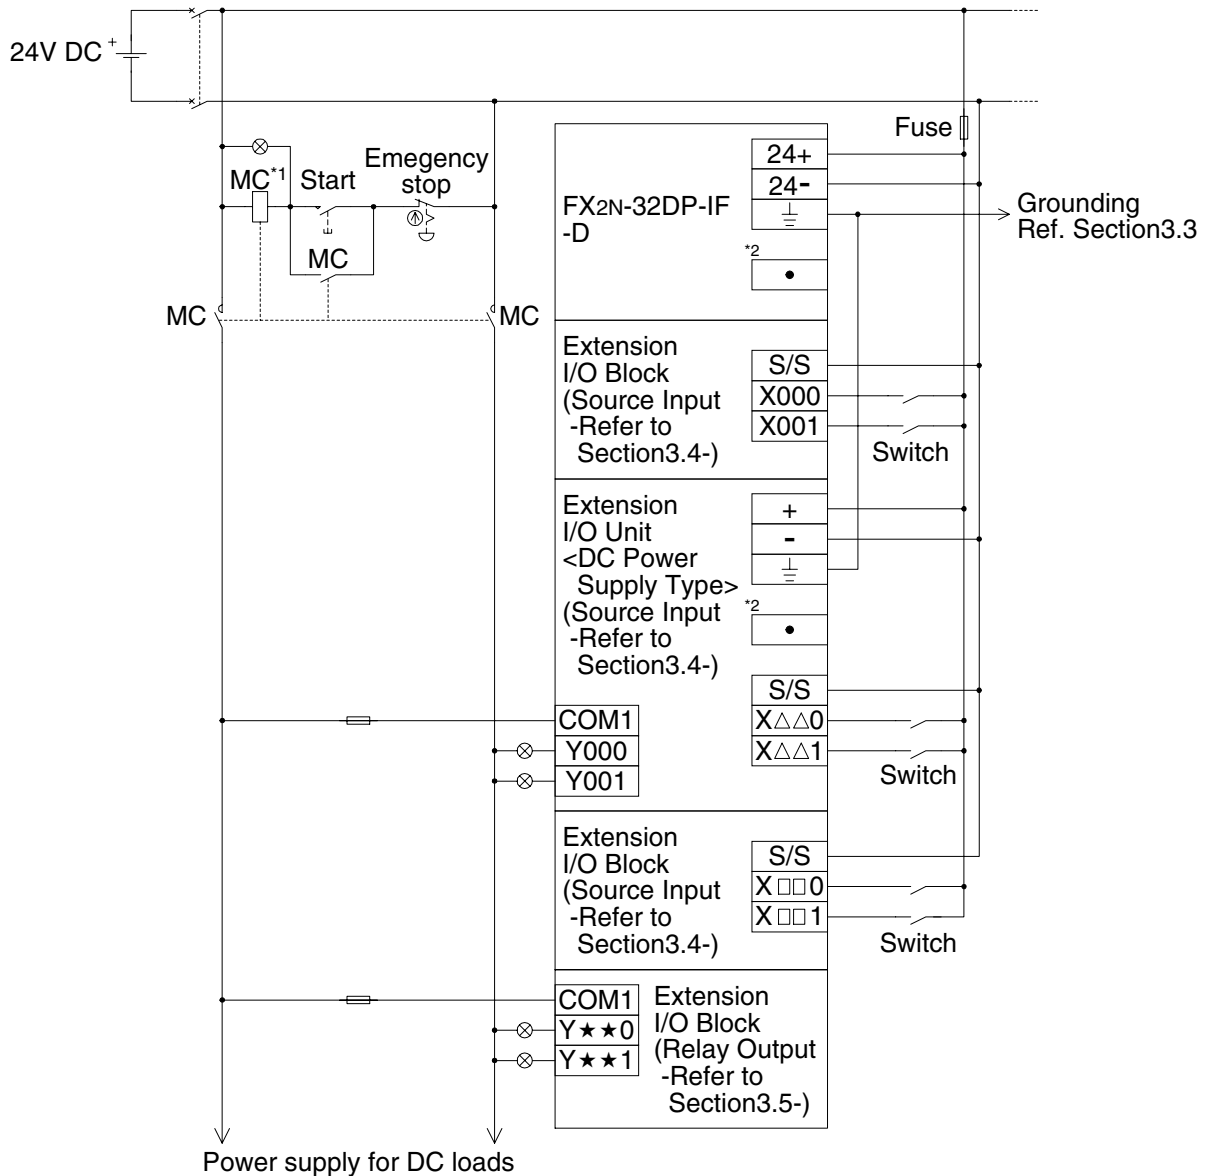 24V DC +
Fuse
MC*1 Start
Emegency
stop
MC
MC
MC
FX2N-32DP-IF
-D
24+
24-
*2
Grounding
Ref. Section3.3
Extension
I/O Block
(Source Input
-Refer to
Section3.4-)
S/S
X000
X001
Switch
Extension
I/O Unit
<DC Power
Supply Type>
(Source Input
-Refer to
Section3.4-)
+
-
*2
S/S
X△△0
X△△1
Switch
COM1
Y000
Y001
Extension
I/O Block
(Source Input
-Refer to
Section3.4-)
S/S
X□□0
X□□1
Switch
COM1
Y★★0
Y★★1
Extension
I/O Block
(Relay Output
-Refer to
Section3.5-)
Power supply for DC loads